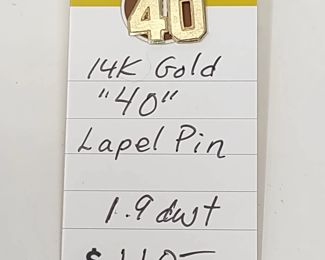 40
14K Gold
"40"
Lapel Pin
1.9 dwt